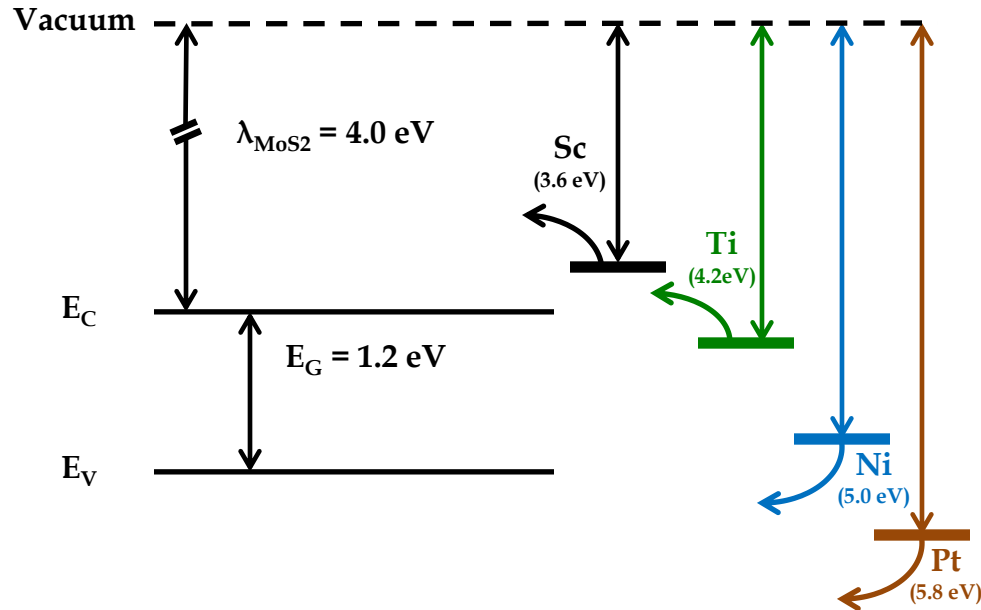 Vacuum
λMoS2 = 4.0 eV
Sc
(3.6 eV)
Ti
(4.2eV)
EC
EG = 1.2 eV
EV
Ni
(5.0 eV)
Pt
(5.8 eV)